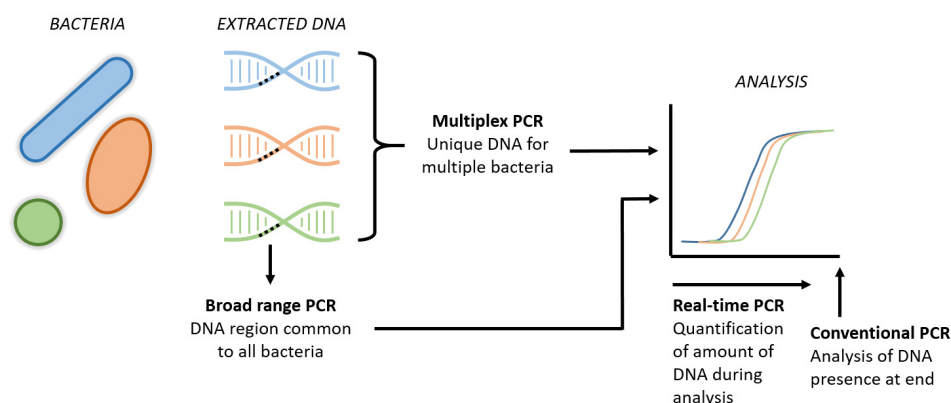 BACTERIA
EXTRACTED DNA
Multiplex PCR
Unique DNA for
multiple bacteria
Broad range PCR
DNA region common
to all bacteria
ANALYSIS
Real-time PCR
Quantification
of amount of
DNA during
analysis
Conventional PCR
Analysis of DNA
presence at end